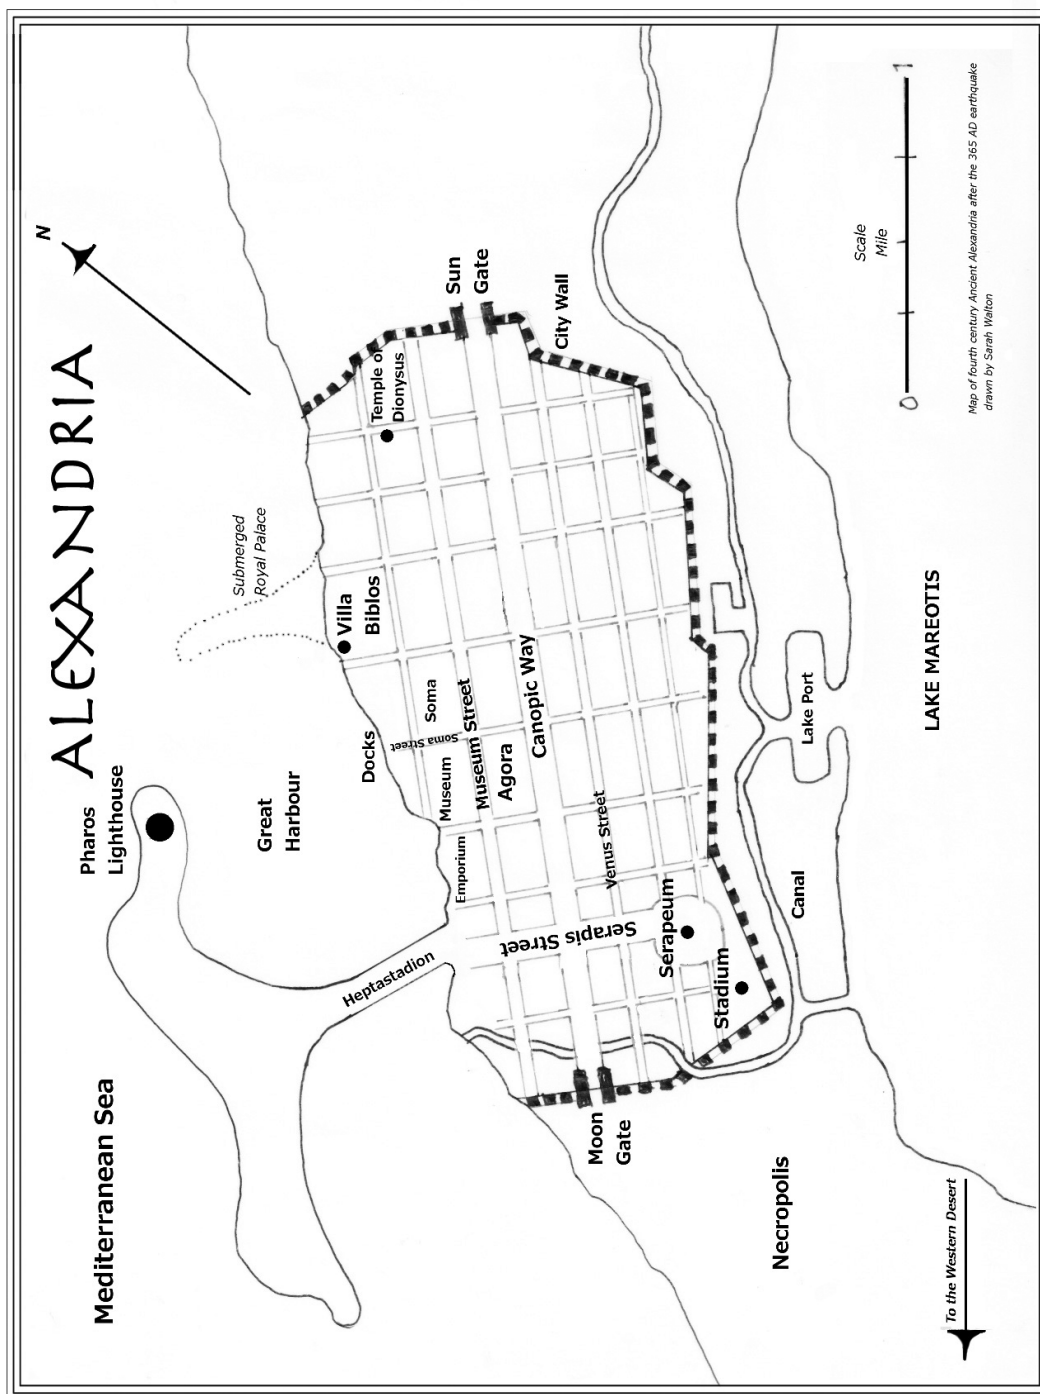 ALEXANDRIA
N
Mediterranean Sea
Pharos
Lighthouse
Great
Harbour
Submerged
Royal Palace
Heptastadion
Docks
Villa
Biblos
Temple of
Dionysus
Sun
Gate
City Wall
Emporium
Museum
Soma
Soma Street
Museum Street
Agora
Canopic Way
Venus Street
Serapis Street
Serapeum
Stadium
Moon
Gate
Necropolis
Canal
Lake Port
LAKE MAREOTIS
To the Western Desert
Scale
Mile
0 1
Map of fourth century Ancient Alexandria after the 365 AD earthquake
drawn by Sarah Walton